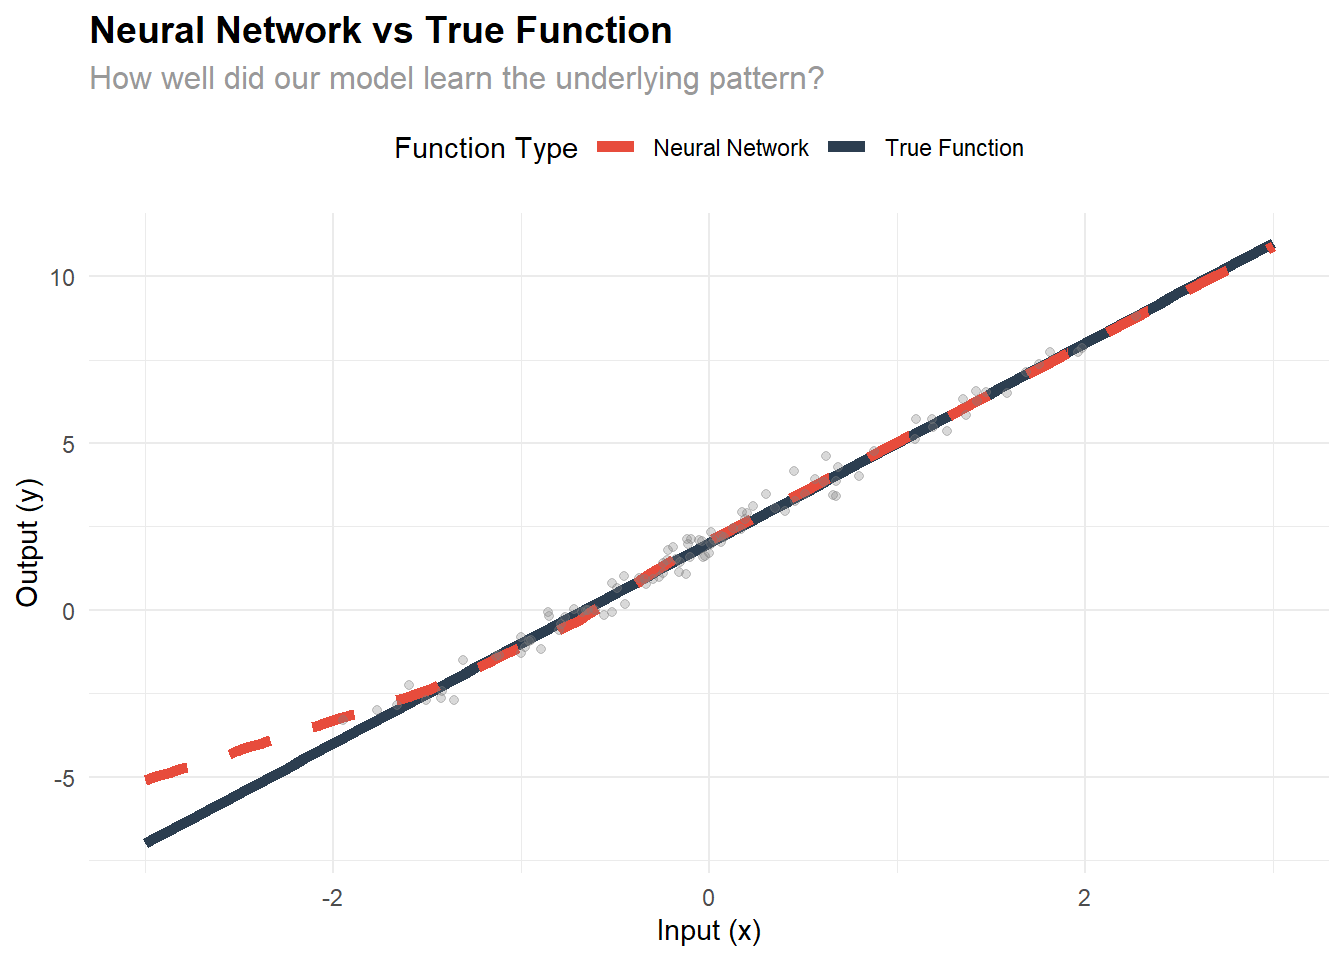 Neural Network vs True Function
How well did our model learn the underlying pattern?
Function Type Neural Network True Function
10
5
0
-5
Output (y)
-2 0 2
Input (x)